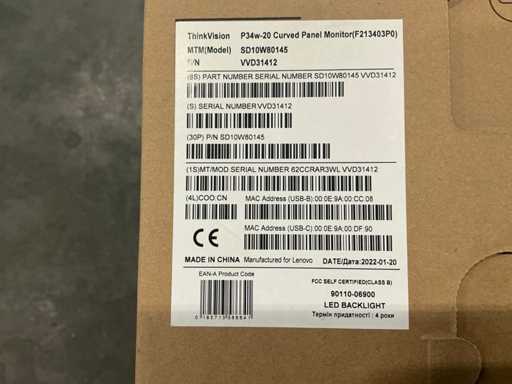 ThinkVision P34w-20 Curved Panel Monitor(F213403P0)
MTM(Model) SD10W80145
S/N VVD31412
(8S) PART NUMBER SERIAL NUMBER SD10W80145 VVD31412
(S) SERIAL NUMBER VVD31412
(30P) P/N SD10W80145
(1S)MT/MOD.SERIAL NUMBER 62CCRAR3WL VVD31412
(4L)COO:CN MAC Address (USB-B) 00:0E:9A:00:CC:08
MAC Address (USB-C) 00:0E:9A:00:DF:90
CE
MADE IN CHINA Manufactured for Lenovo DATE/Дата: 2022-01-20
EAN-A Product Code
FCC SELF CERTIFIED(CLASS B)
90110-06900
LED BACKLIGHT
Термін придатності : 4 роки